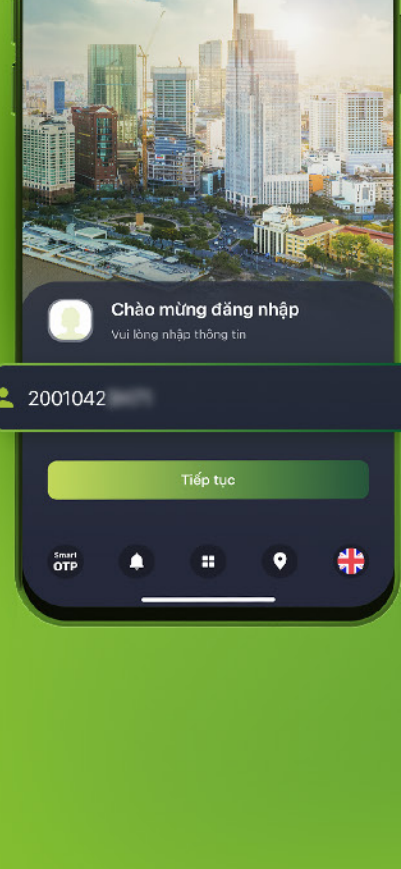 Chào mừng đăng nhập
Vui lòng nhập thông tin
2001042
Tiếp tục
Smart
OTP